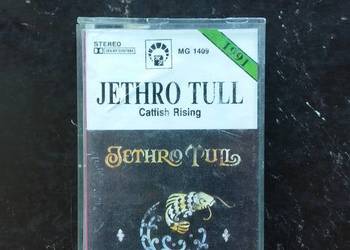 STEREO
MG 1409
1991
JETHRO TULL
Catfish Rising
JETHRO TULL